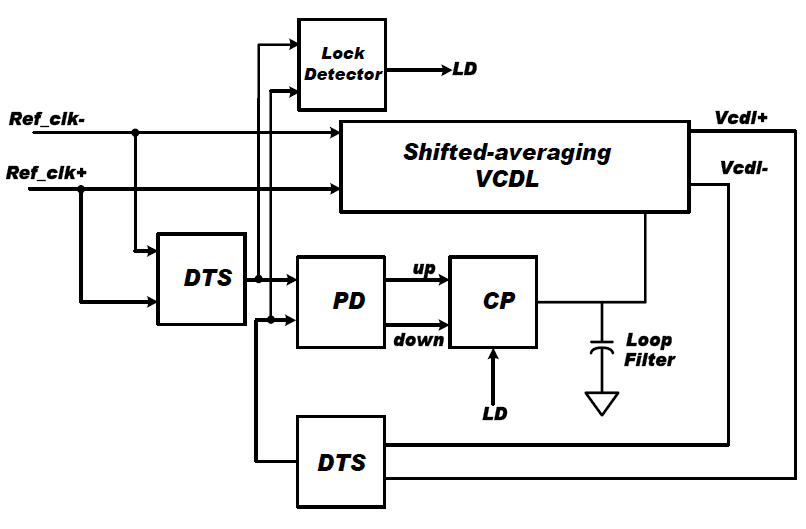 Lock
Detector
LD
Ref_clk-
Vcdl+
Shifted-averaging
VCDL
Vcdl-
Ref_clk+
DTS
up
PD
CP
down
Loop
Filter
LD
DTS